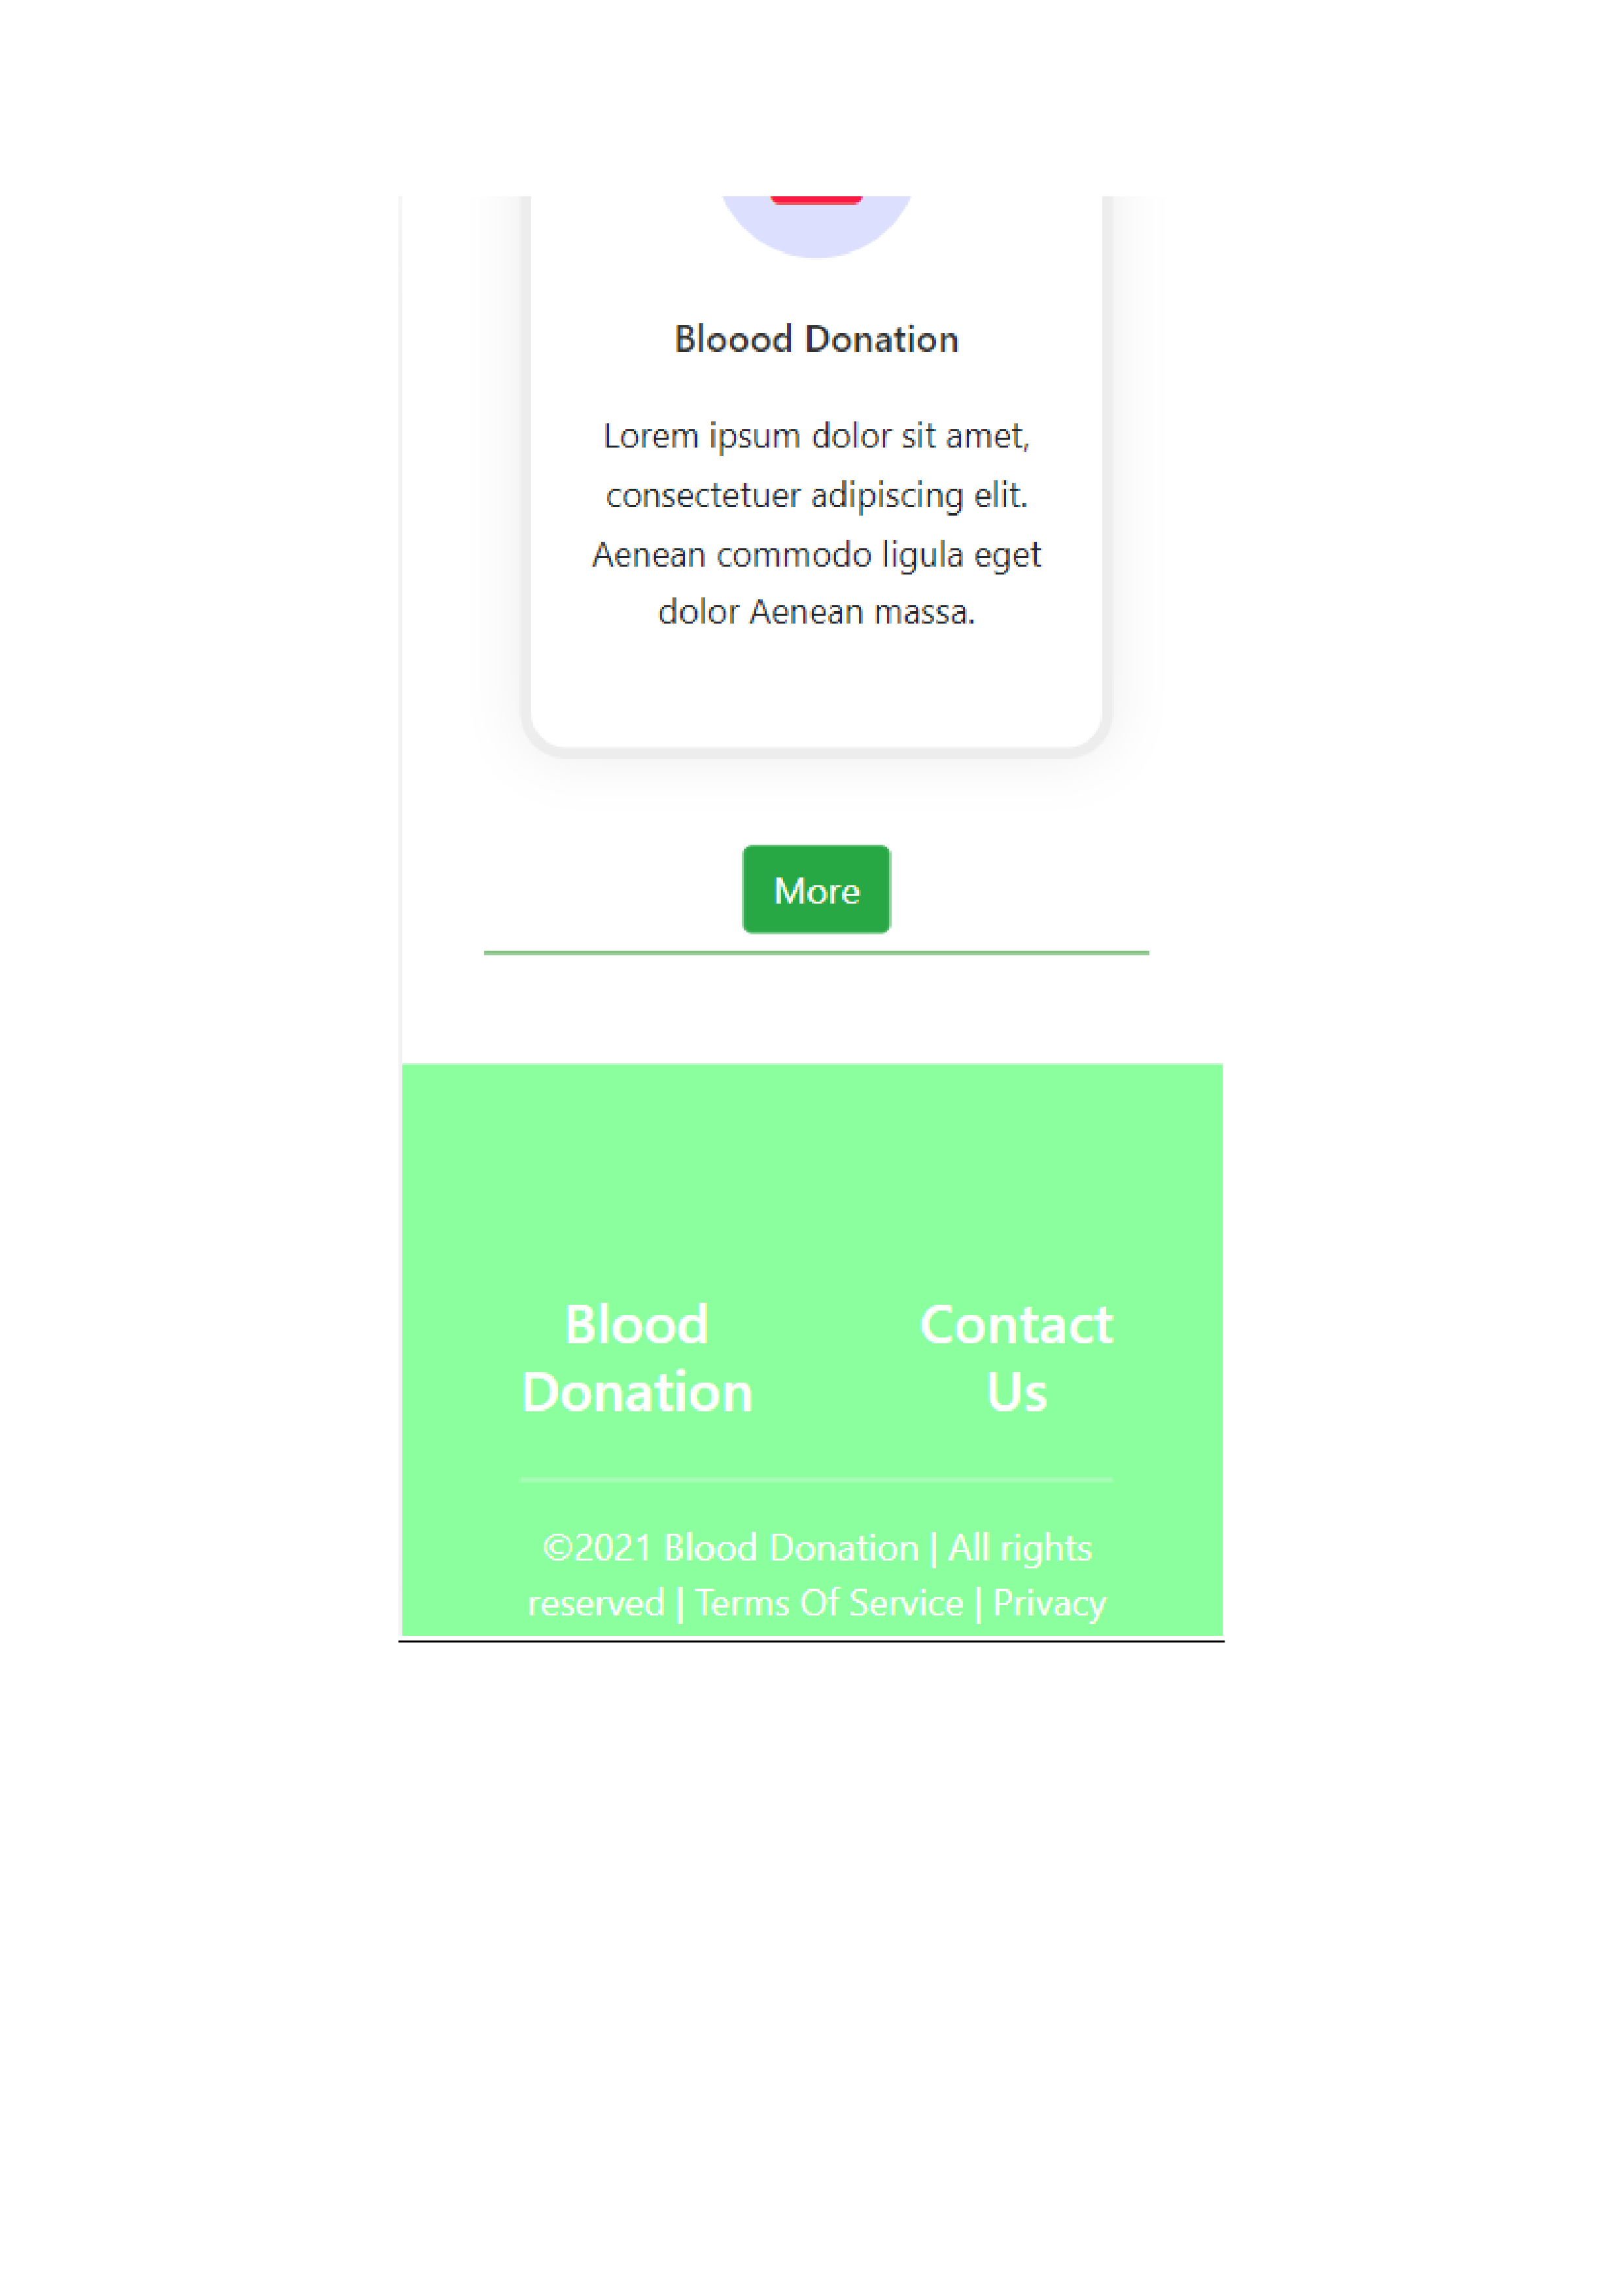 Bloood Donation
Lorem ipsum dolor sit amet,
consectetuer adipiscing elit.
Aenean commodo ligula eget
dolor Aenean massa.
More
Blood
Donation
Contact
Us
©2021 Blood Donation | All rights
reserved | Terms Of Service | Privacy